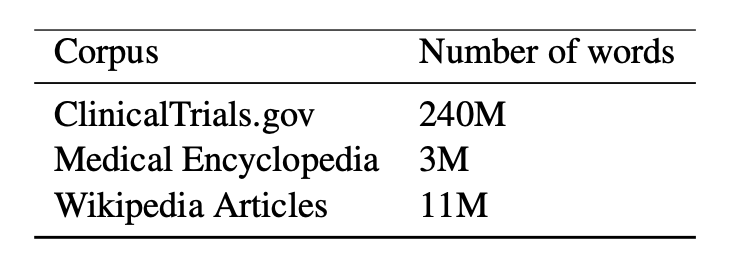 Corpus Number of words
ClinicalTrials.gov 240M
Medical Encyclopedia 3M
Wikipedia Articles 11M